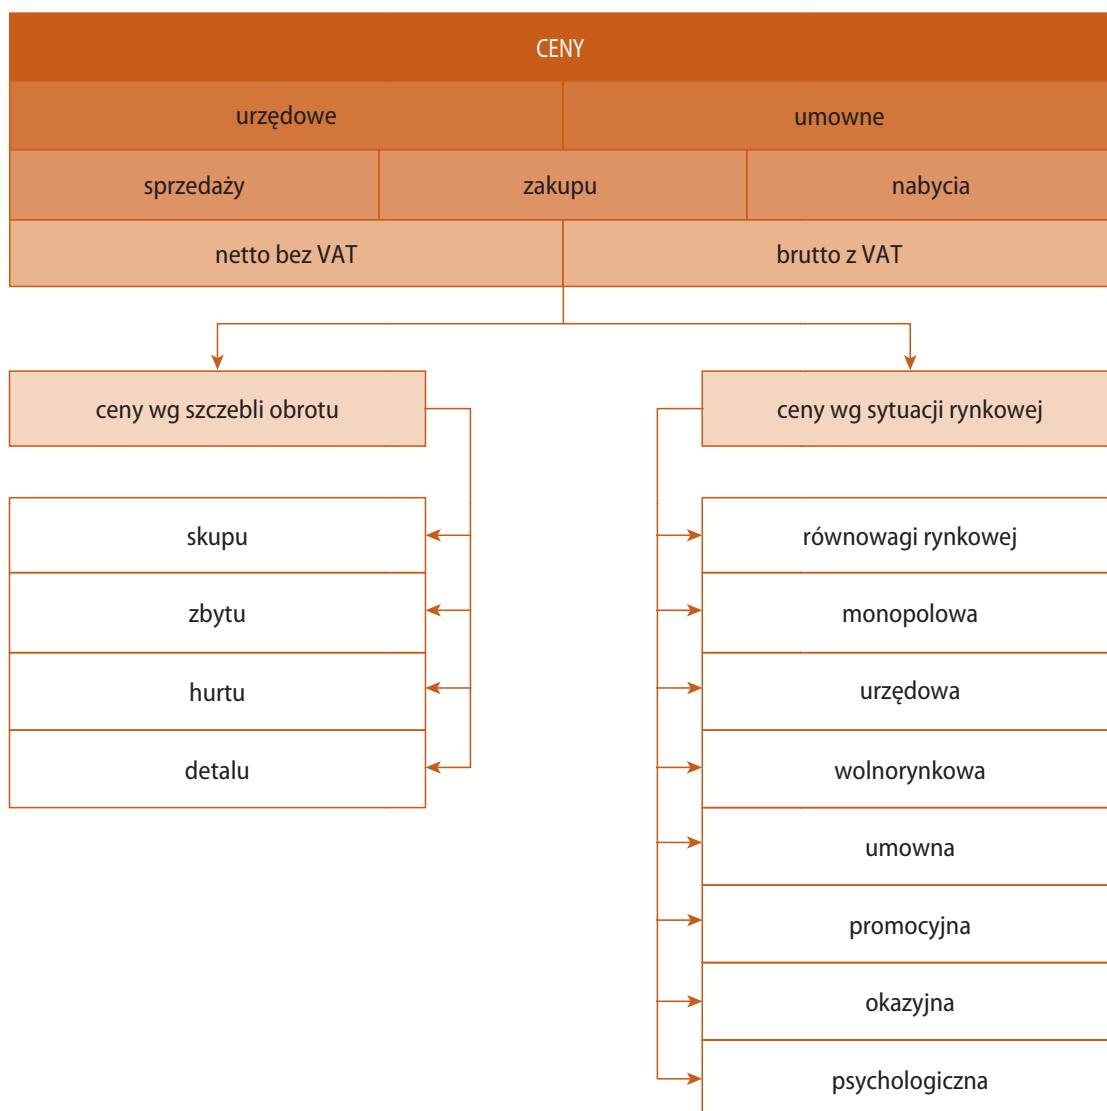 CENY
urzędowe
umowne
sprzedaży
zakupu
nabycia
netto bez VAT
brutto z VAT
ceny wg szczebli obrotu
skupu
zbytu
hurtu
detalu
ceny wg sytuacji rynkowej
równowagi rynkowej
monopolowa
urzędowa
wolnorynkowa
umowna
promocyjna
okazyjna
psychologiczna